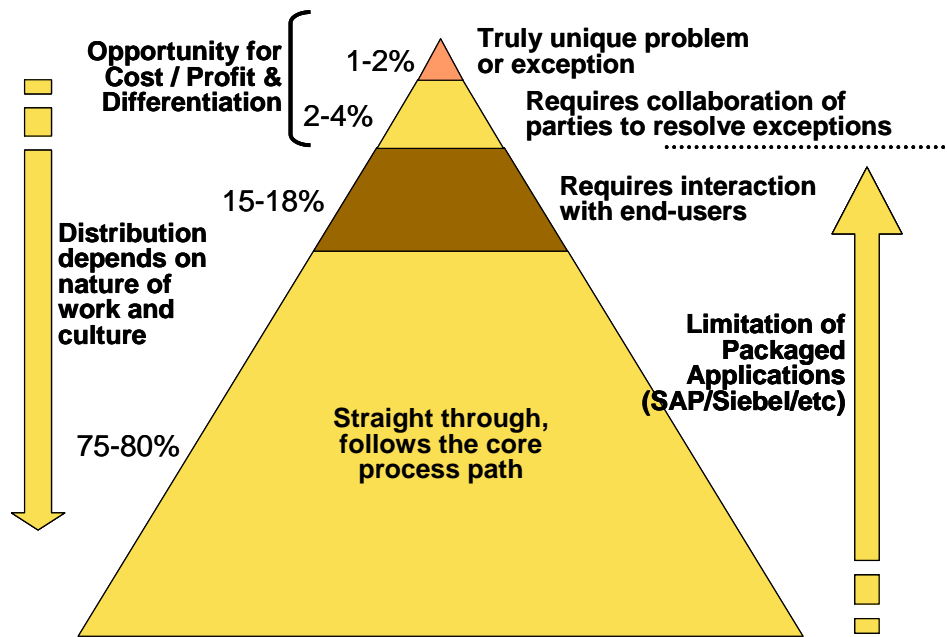 Opportunity for
Cost / Profit &
Differentiation
1-2%
Truly unique problem
or exception
2-4%
Requires collaboration of
parties to resolve exceptions
15-18%
Requires interaction
with end-users
Distribution
depends on
nature of
work and
culture
Limitation of
Packaged
Applications
(SAP/Siebel/etc)
75-80%
Straight through,
follows the core
process path